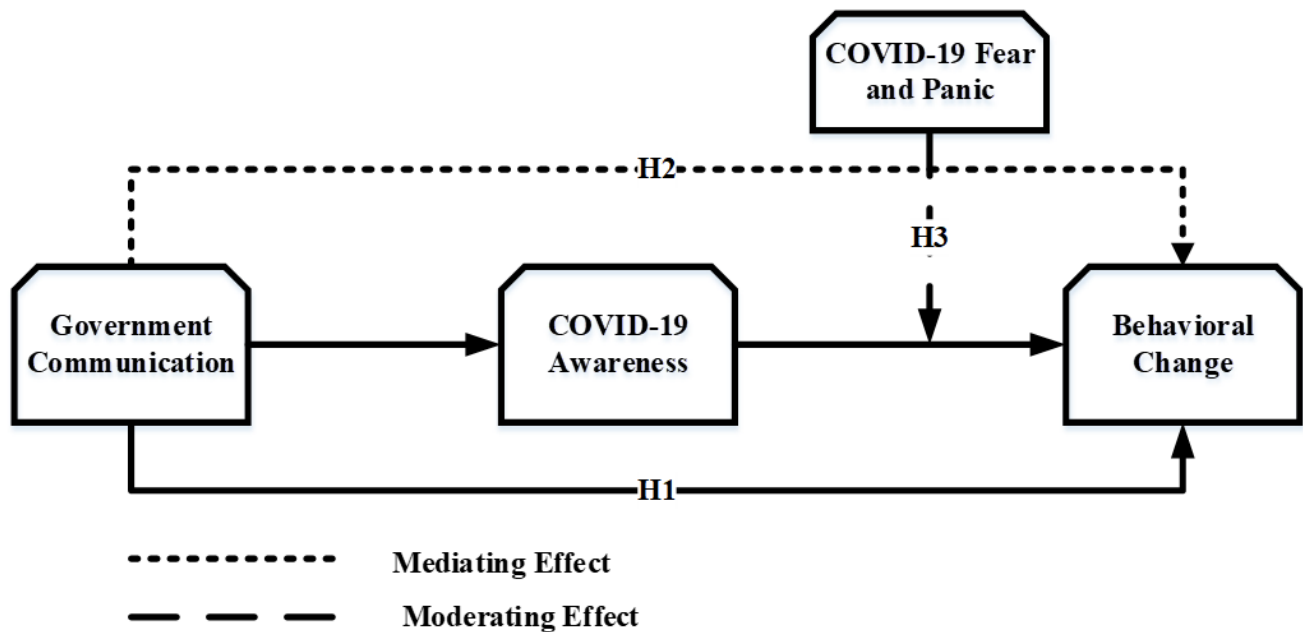 COVID-19 Fear
and Panic
H2
H3
Government
Communication
COVID-19
Awareness
Behavioral
Change
H1
Mediating Effect
Moderating Effect